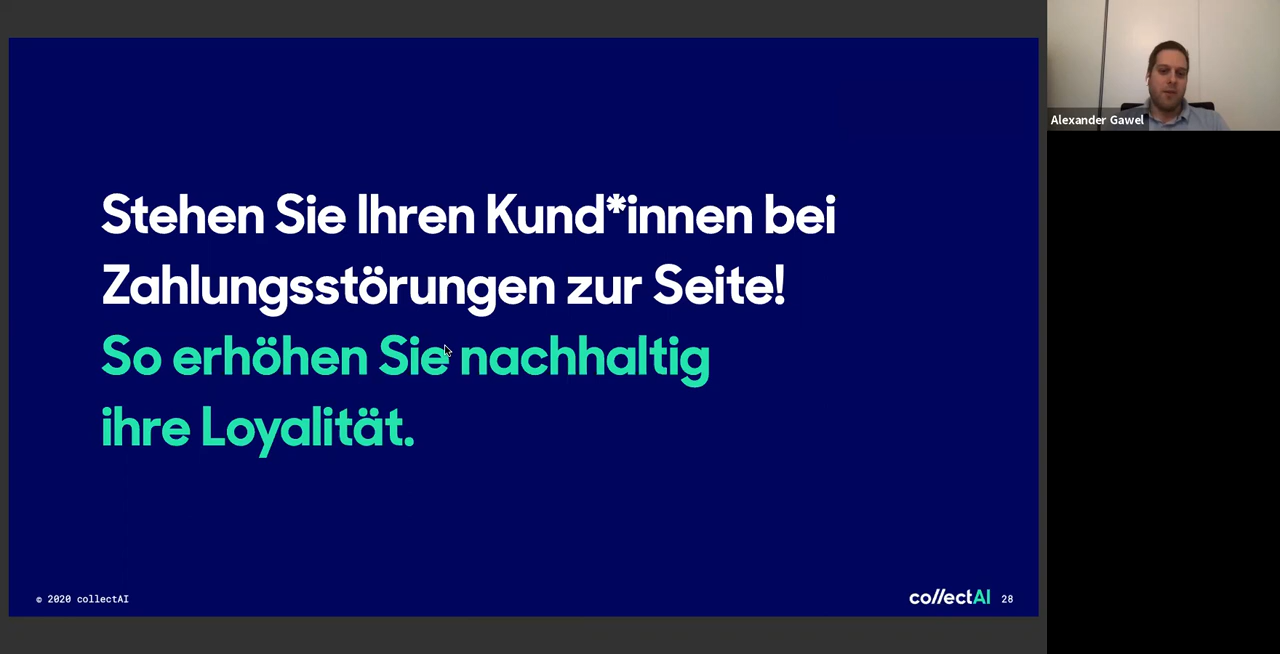 Stehen Sie Ihren Kund*innen bei
Zahlungsstörungen zur Seite!
So erhöhen Sie nachhaltig
ihre Loyalität.
© 2020 collectAI
collectAI 28
Alexander Gawel